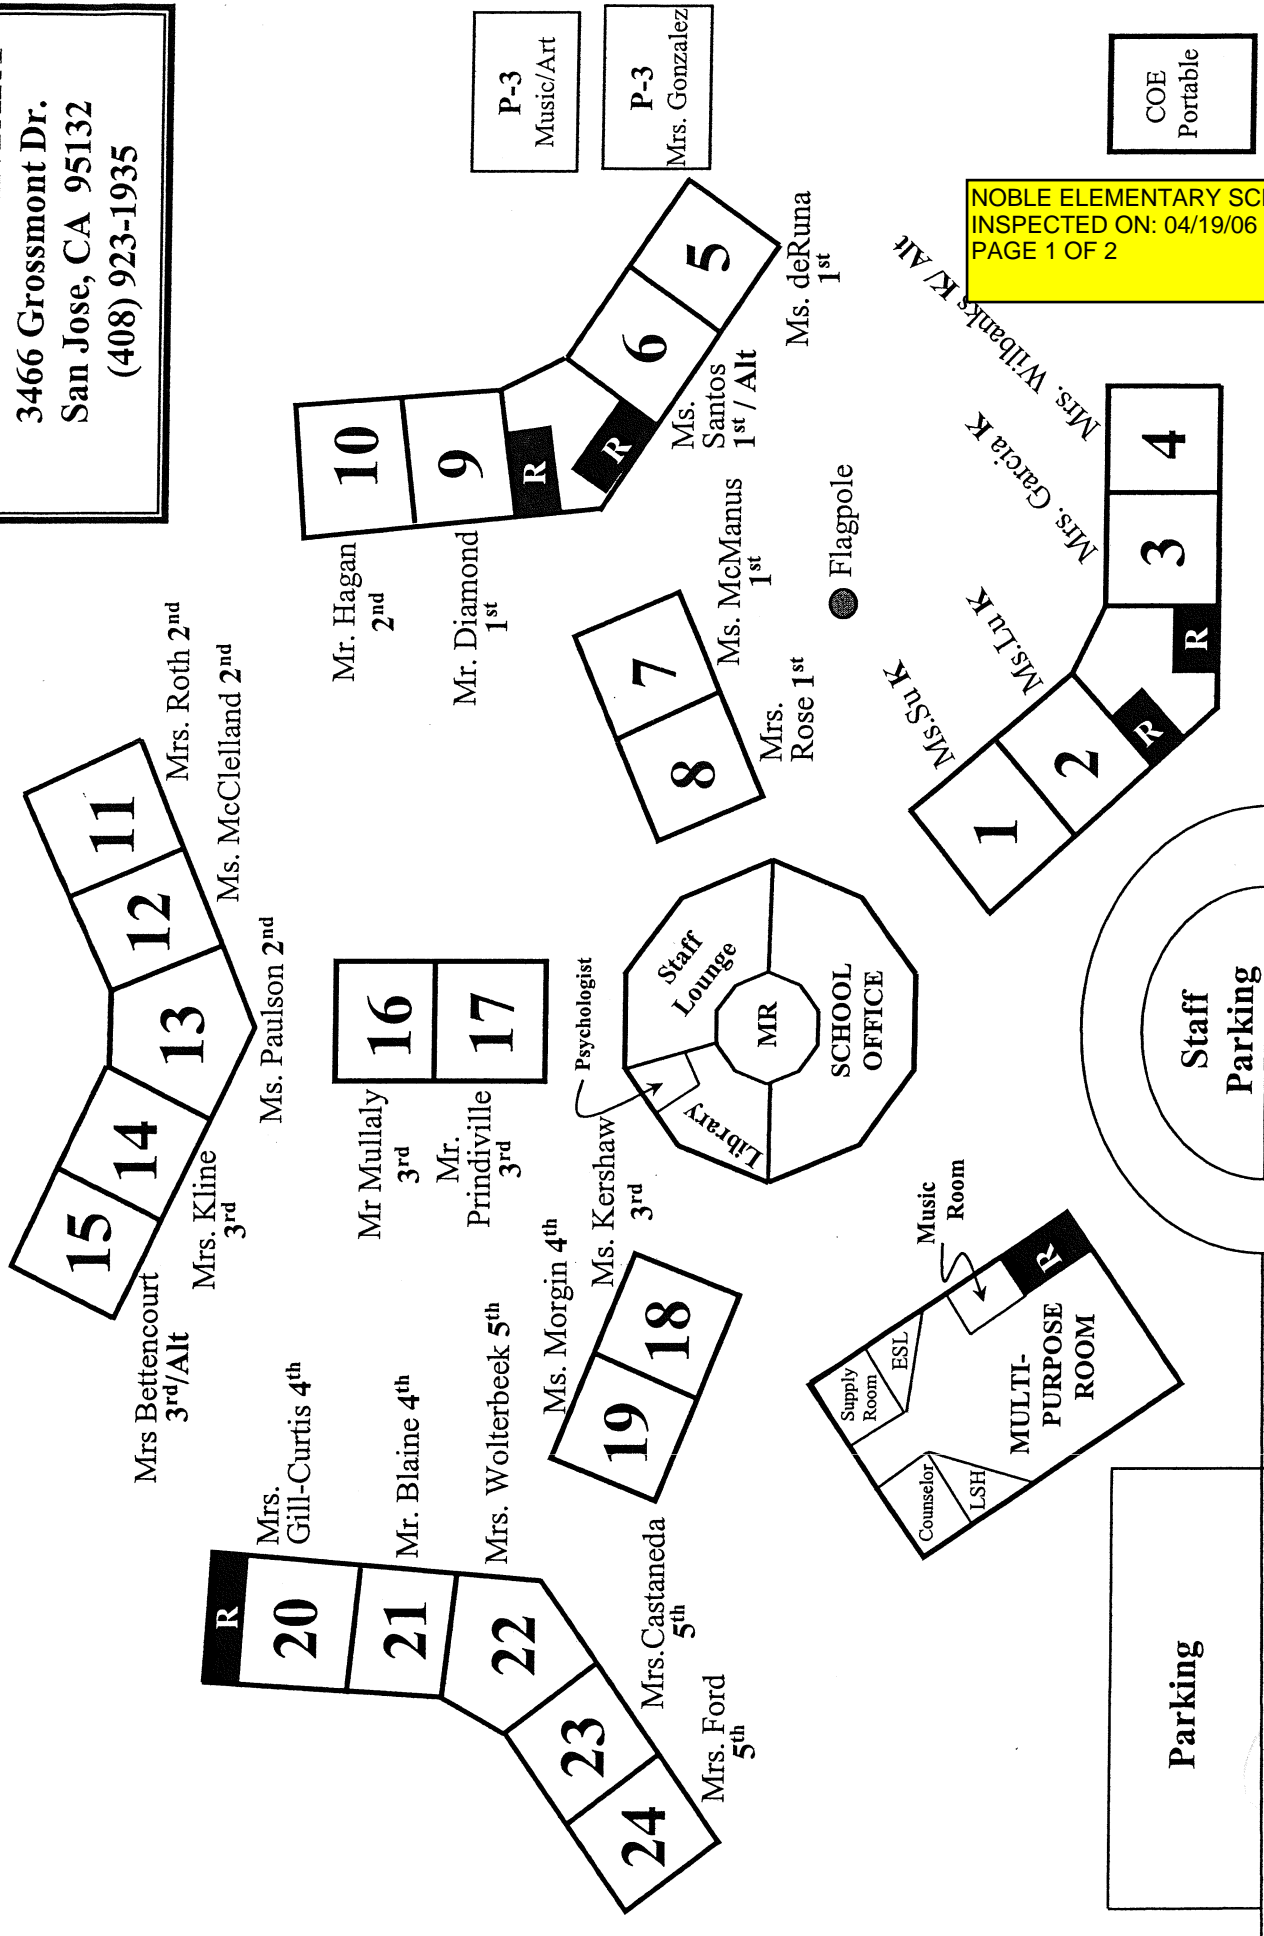 3466 Grossmont Dr.
San Jose, CA 95132
(408) 923-1935
NOBLE ELEMENTARY
INSPECTED ON: 04/19/06
PAGE 1 OF 2
P-3
Music/Art
P-3
Mrs. Gonzalez
COE
Portable
15
14
13
12
11
Mrs Bettencourt
3rd/Alt
Mrs. Kline
3rd
Ms. Paulson 2nd
Ms. McClelland 2nd
Mrs. Roth 2nd
10
9
R
R
6
5
Mr. Hagan
2nd
Mr. Diamond
1st
Ms.
Santos
1st / Alt
Ms. deRuna
1st
R
20
21
22
23
24
Mrs.
Gill-Curtis 4th
Mr. Blaine 4th
Mrs. Wolterbeek 5th
Mrs.Castaneda
5th
Mrs. Ford
5th
16
17
Mr Mullaly
3rd
Mr.
Prindiville
3rd
19
18
Ms. Morgin 4th
Ms. Kershaw
3rd
8
7
Mrs.
Rose 1st
Ms. McManus
1st
Flagpole
Psychologist
Staff
Lounge
Library
MR
SCHOOL
OFFICE
Music
Room
Supply
Room
ESL
Counselor
LSH
R
MULTI-
PURPOSE
ROOM
Ms.Su K
Ms.Lu K
Mrs. Garcia K
Mrs. Wilbanks K/ Alt
1
2
R
R
3
4
Parking
Staff
Parking